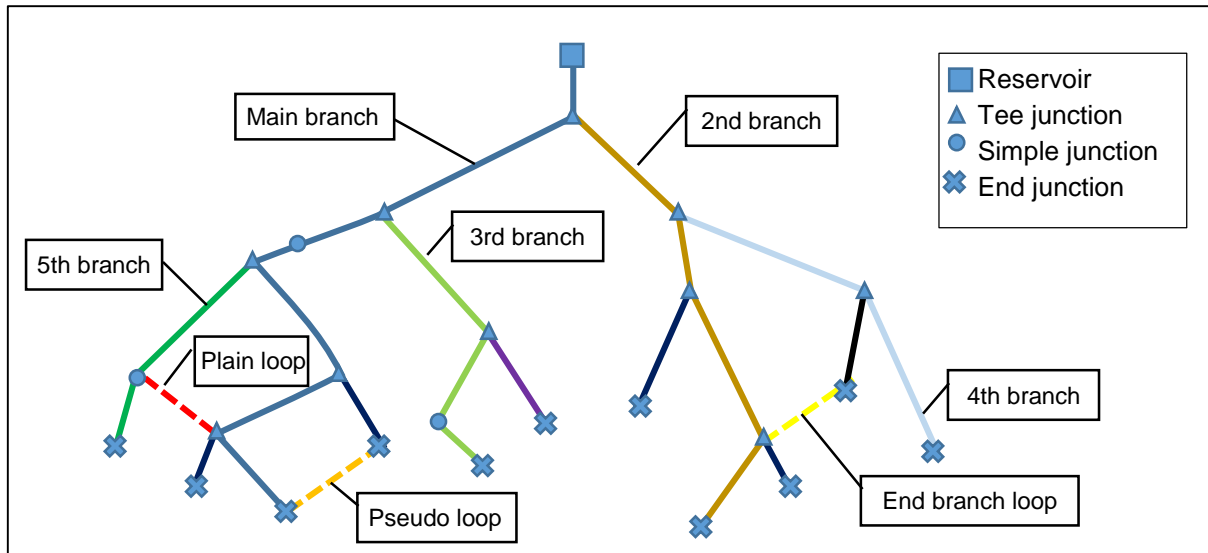 Main branch
2nd branch
Reservoir
Tee junction
Simple junction
End junction
3rd branch
5th branch
Plain loop
4th branch
End branch loop
Pseudo loop